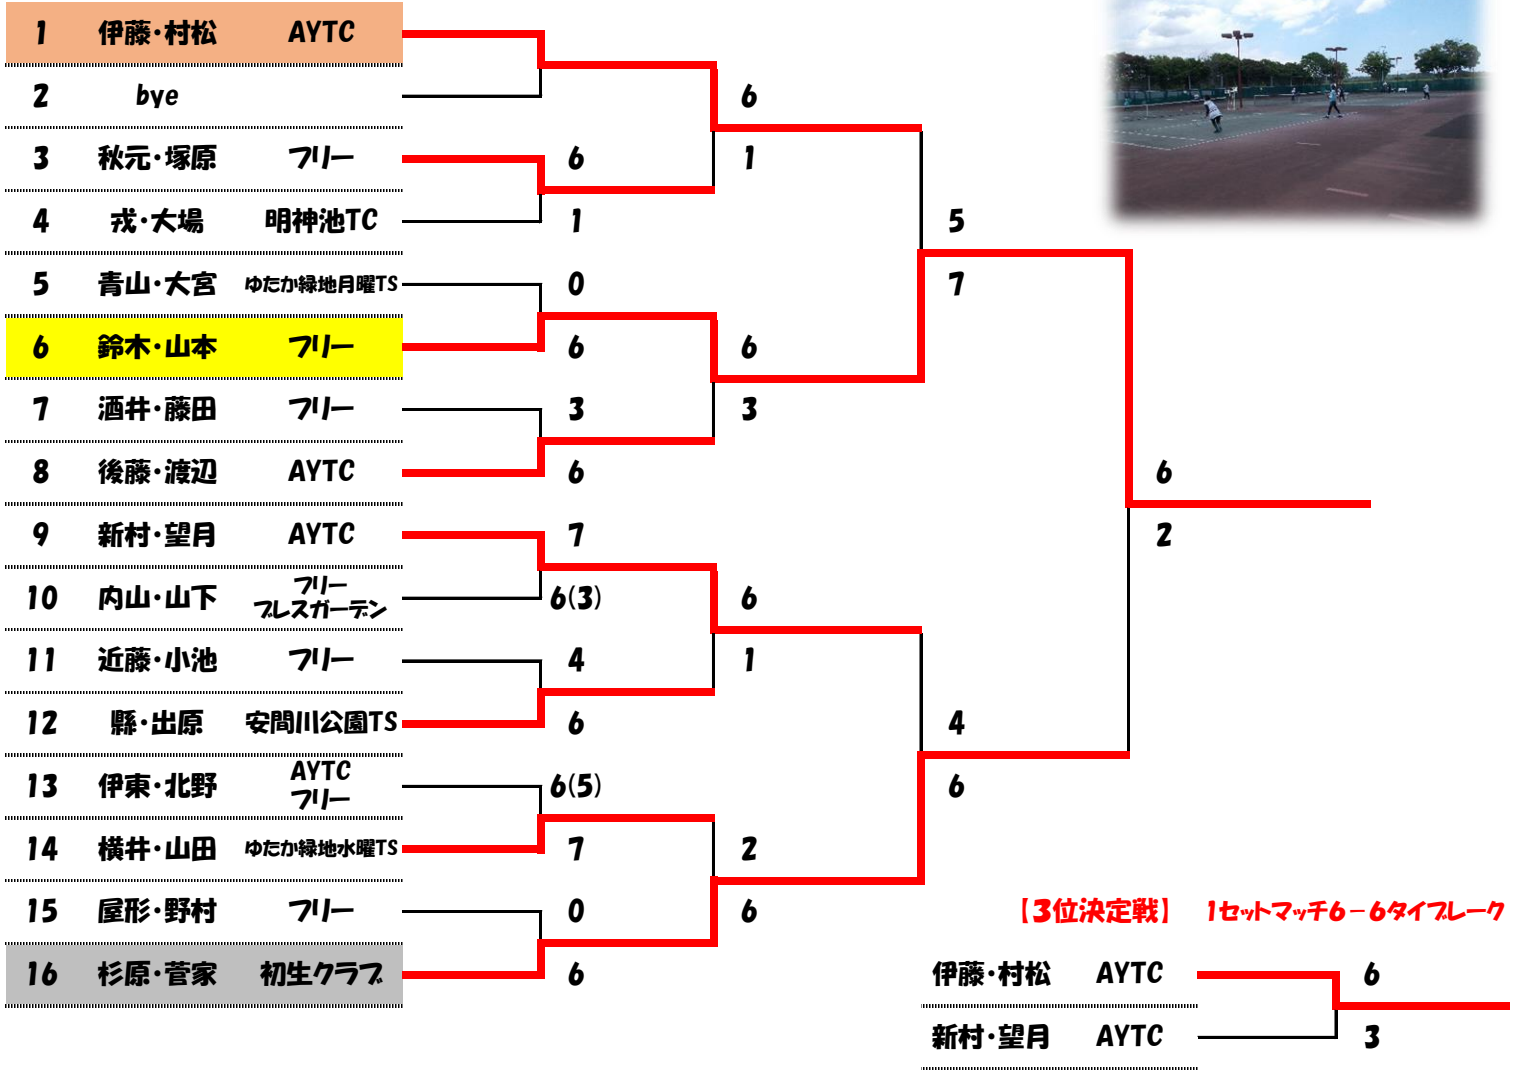 1 伊藤・村松 AYTC
2 bye
6
3 秋元・塚原 フリー 6
1
4 戎・大場 明神池TC 1
5
5 青山・大宮 ゆたか緑地月曜TS 0
7
6 鈴木・山本 フリー 6
6
7 酒井・藤田 フリー 3
3
8 後藤・渡辺 AYTC 6
6
9 新村・望月 AYTC 7
2
10 内山・山下 フリー
ブレスガーデン
6(3)
6
11 近藤・小池 フリー 4
1
12 縣・出原 安間川公園TS 6
4
13 伊東・北野 AYTC
フリー
6(5)
6
14 横井・山田 ゆたか緑地水曜TS 7
2
15 屋形・野村 フリー 0
6
16 杉原・菅家 初生クラブ 6
【3位決定戦】 1セットマッチ6-6タイブレーク
伊藤・村松 AYTC 6
新村・望月 AYTC 3